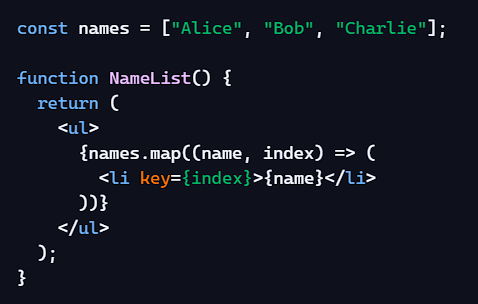 const names = ["Alice", "Bob", "Charlie"];

function NameList() {
  return (
    <ul>
      {names.map((name, index) => (
        <li key={index}>{name}</li>
      ))}
    </ul>
  );
}